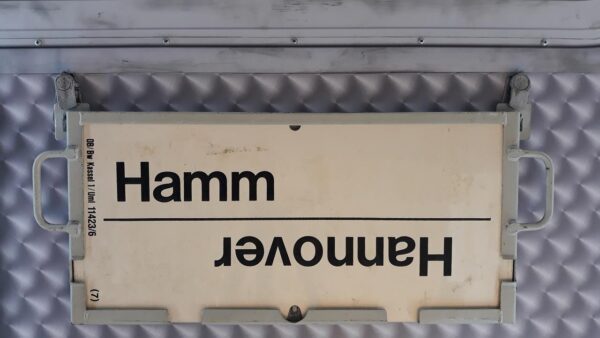 Hamm
Hannover
DB/Bw Kassel 1/Uml 11423/6
(7)